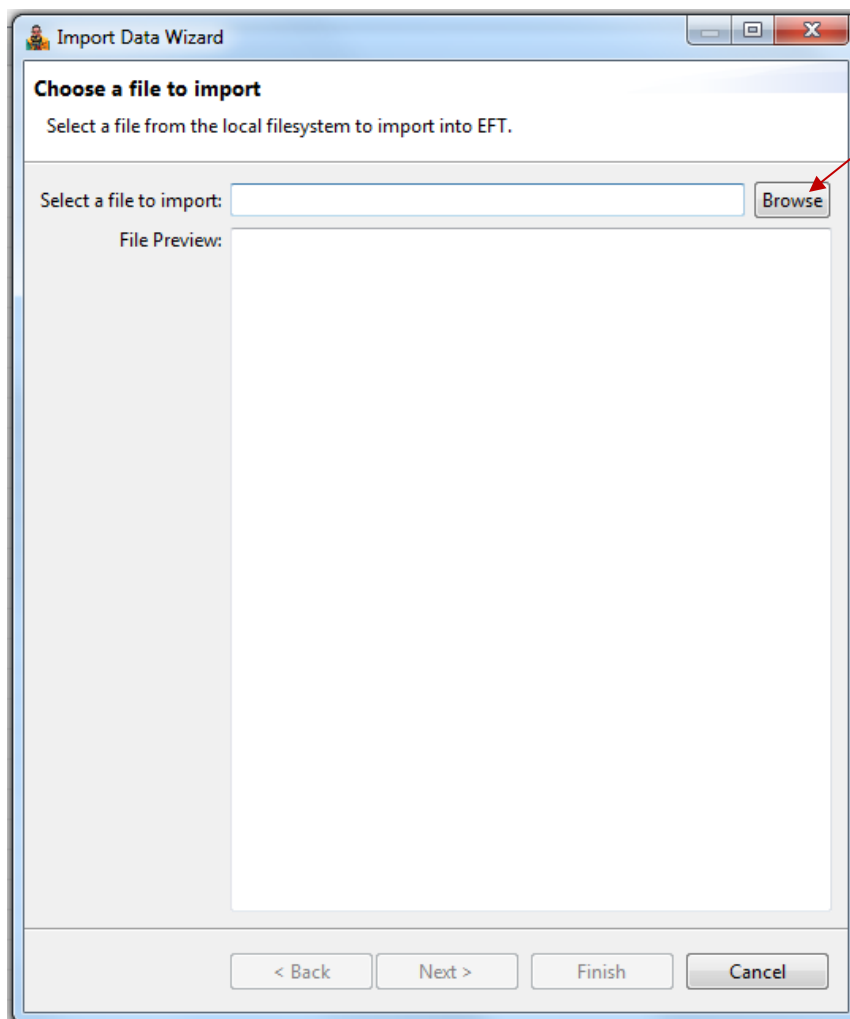 Import Data Wizard
Choose a file to import
Select a file from the local filesystem to import into EFT.
Select a file to import: Browse
File Preview:
< Back Next > Finish Cancel